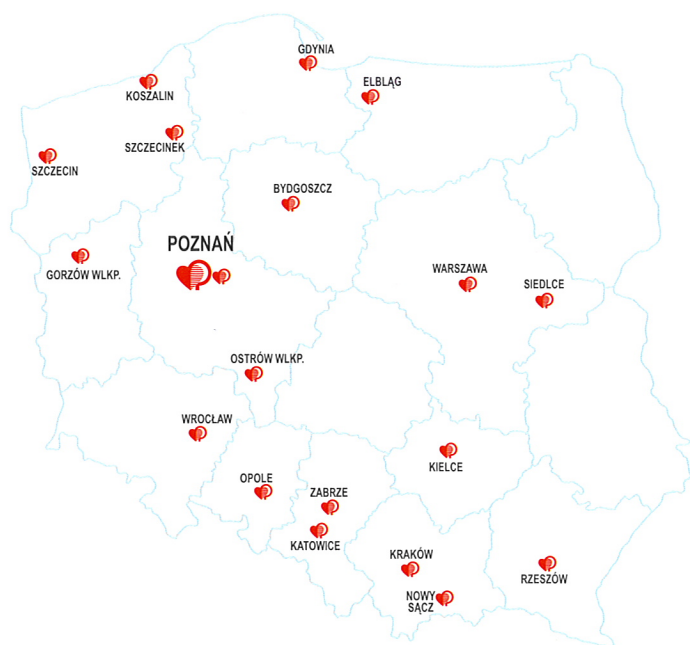 GDYNIA
ELBLĄG
KOSZALIN
SZCZECINEK
SZCZECIN
BYDGOSZCZ
POZNAŃ
GORZÓW WLKP.
WARSZAWA
SIEDLCE
OSTRÓW WLKP.
WROCŁAW
KIELCE
OPOLE
ZABRZE
KATOWICE
KRAKÓW
RZESZÓW
NOWY
SĄCZ